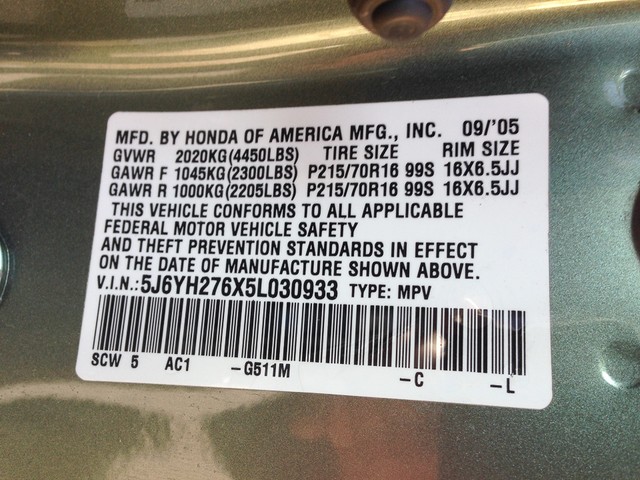 MFD. BY HONDA OF AMERICA MFG., INC. 09/'05
GVWR 2020KG(4450LBS) TIRE SIZE RIM SIZE
GAWR F 1045KG(2300LBS) P215/70R16 99S 16X6.5JJ
GAWR R 1000KG(2205LBS) P215/70R16 99S 16X6.5JJ
THIS VEHICLE CONFORMS TO ALL APPLICABLE
FEDERAL MOTOR VEHICLE SAFETY
AND THEFT PREVENTION STANDARDS IN EFFECT
ON THE DATE OF MANUFACTURE SHOWN ABOVE.
V.I.N.:5J6YH276X5L030933 TYPE: MPV
SCW 5 AC1 -G511M -C -L